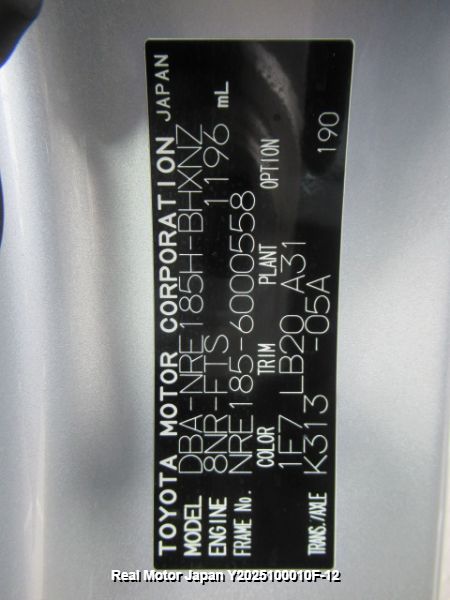 TOYOTA MOTOR CORPORATION JAPAN
MODEL DBA-NRE185H-BHXNZ
ENGINE 8NR-FTS 1196 mL
FRAME No. NRE185-6000558
COLOR TRIM PLANT OPTION
1F7 LB20 A31
TRANS./AXLE K313 -05A 190
Real Motor Japan Y2025100010F-12